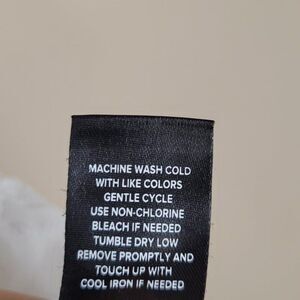 MACHINE WASH COLD
WITH LIKE COLORS
GENTLE CYCLE
USE NON-CHLORINE
BLEACH IF NEEDED
TUMBLE DRY LOW
REMOVE PROMPTLY AND
TOUCH UP WITH
COOL IRON IF NEEDED